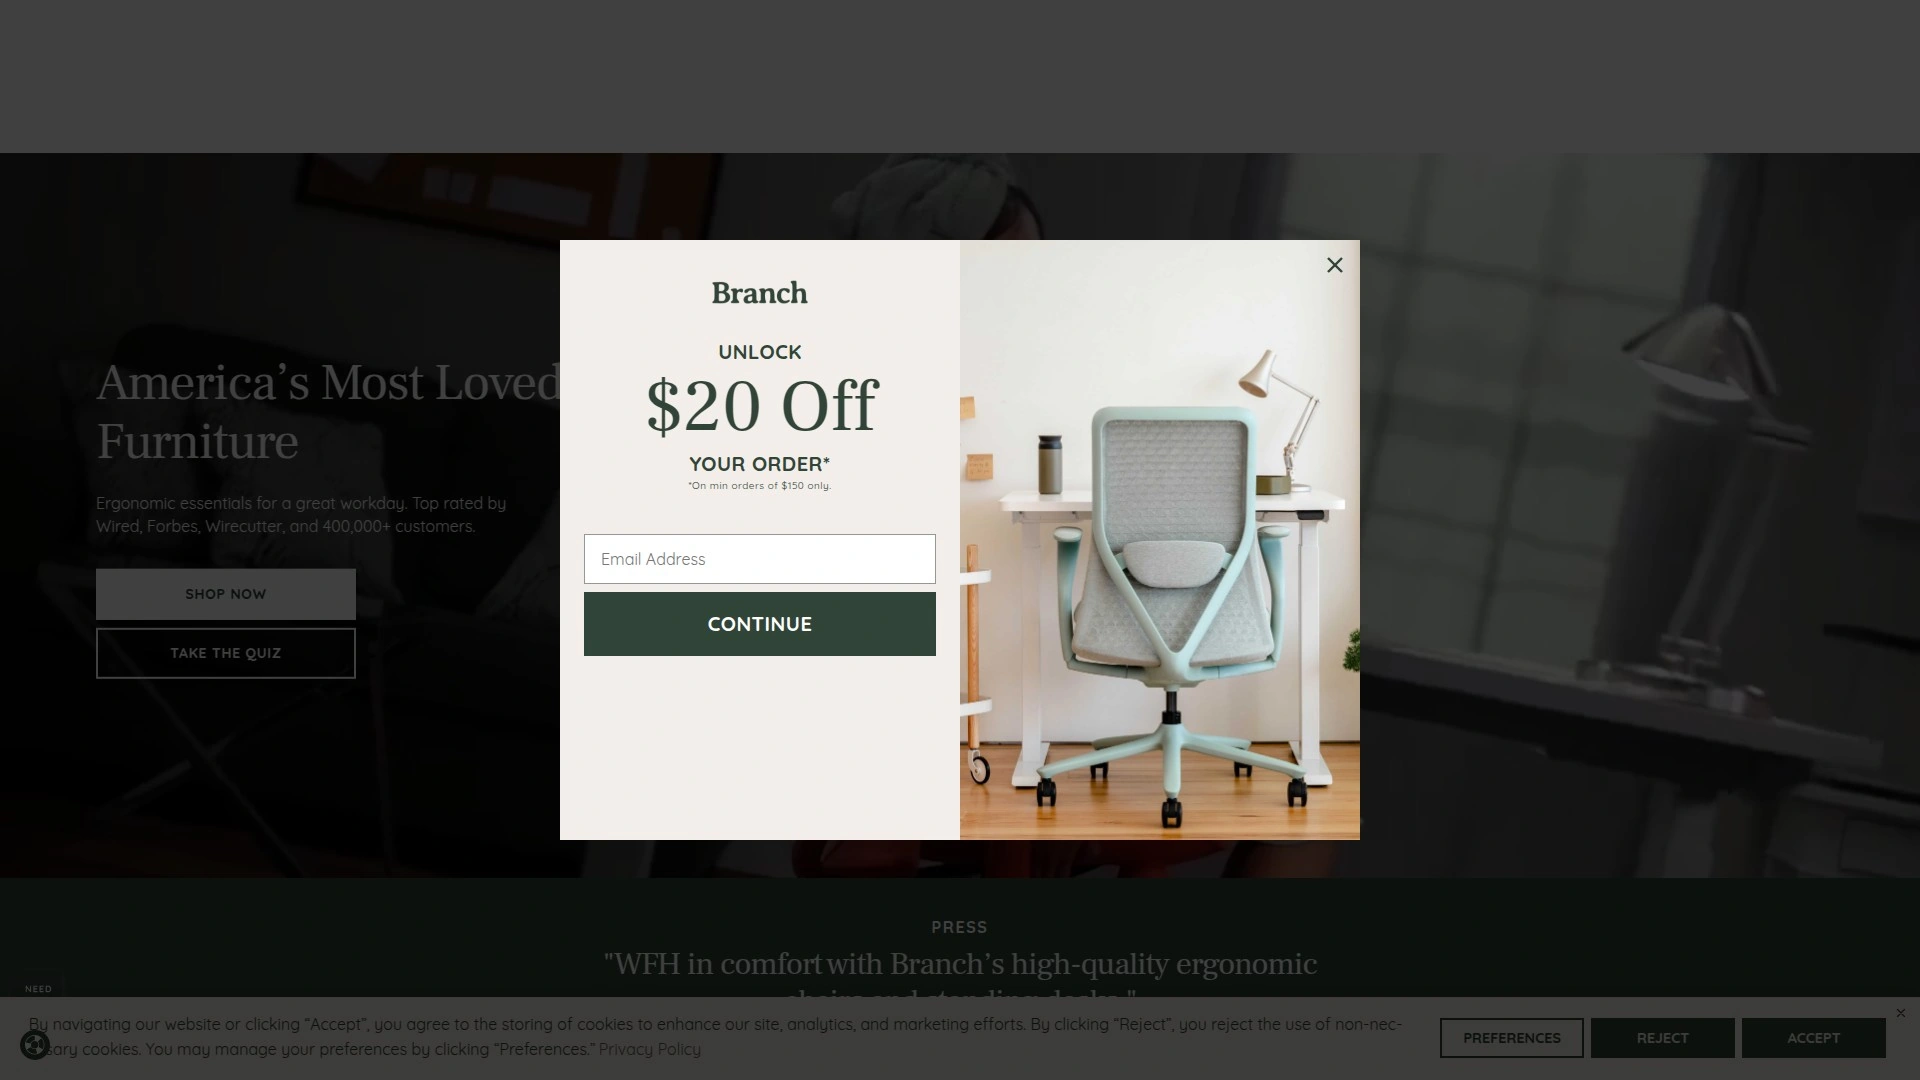 Branch
UNLOCK
$20 Off
YOUR ORDER*
*On min orders of $150 only.
Email Address
CONTINUE
America’s Most Loved
Furniture
Ergonomic essentials for a great workday. Top rated by
Wired, Forbes, Wirecutter, and 400,000+ customers.
SHOP NOW
TAKE THE QUIZ
PRESS
"WFH in comfort with Branch’s high-quality ergonomic
chairs and standing desks."
NEED
By navigating our website or clicking “Accept”, you agree to the storing of cookies to enhance our site, analytics, and marketing efforts. By clicking “Reject”, you reject the use of non-nec-
sary cookies. You may manage your preferences by clicking “Preferences.” Privacy Policy
PREFERENCES
REJECT
ACCEPT